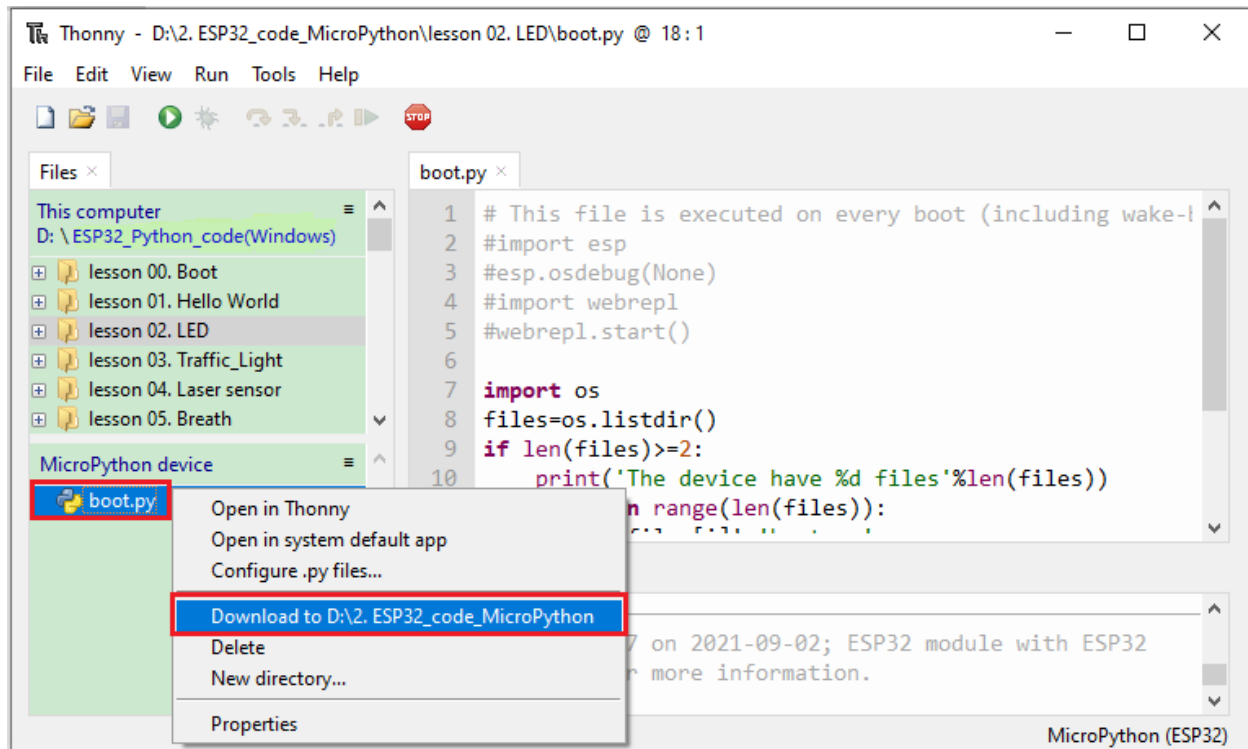 Thonny - D:\2. ESP32_code_MicroPython\lesson 02. LED\boot.py @ 18 : 1
File Edit View Run Tools Help
STOP
Files
This computer
D: \ ESP32_Python_code(Windows)
lesson 00. Boot
lesson 01. Hello World
lesson 02. LED
lesson 03. Traffic_Light
lesson 04. Laser sensor
lesson 05. Breath
MicroPython device
boot.py
Open in Thonny
Open in system default app
Configure .py files...
Download to D:\2. ESP32_code_MicroPython
Delete
New directory...
Properties
boot.py
1 # This file is executed on every boot (including wake-
2 #import esp
3 #esp.osdebug(None)
4 #import webrepl
5 #webrepl.start()
6
7 import os
8 files=os.listdir()
9 if len(files)>=2:
10 print('The device have %d files'%len(files))
n range(len(files)):
7 on 2021-09-02; ESP32 module with ESP32
r more information.
MicroPython (ESP32)